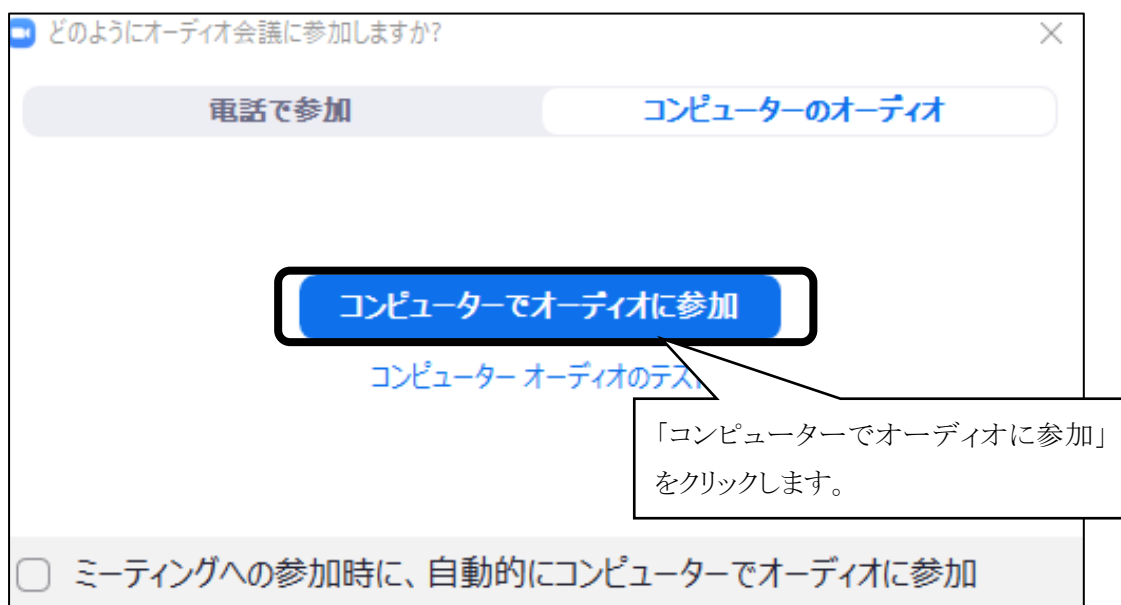 どのようにオーディオ会議に参加しますか?
電話で参加
コンピューターのオーディオ
コンピューターでオーディオに参加
コンピューター オーディオのテスト
「コンピューターでオーディオに参加」
をクリックします。
ミーティングへの参加時に、自動的にコンピューターでオーディオに参加